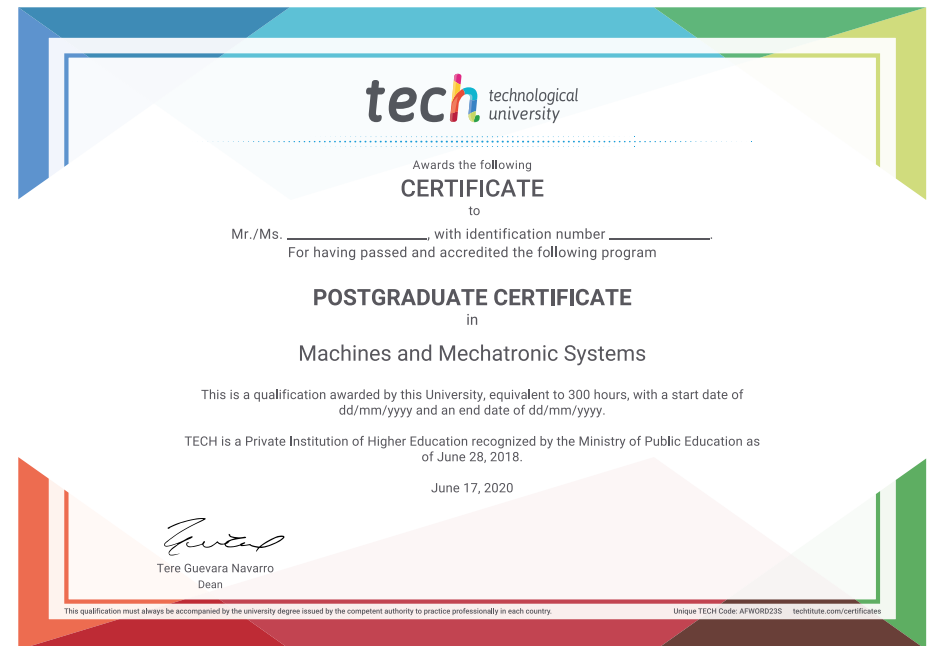 tech technological
university
Awards the following
CERTIFICATE
to
Mr./Ms. ____________________, with identification number ______________.
For having passed and accredited the following program
POSTGRADUATE CERTIFICATE
in
Machines and Mechatronic Systems
This is a qualification awarded by this University, equivalent to 300 hours, with a start date of
dd/mm/yyyy and an end date of dd/mm/yyyy.
TECH is a Private Institution of Higher Education recognized by the Ministry of Public Education as
of June 28, 2018.
June 17, 2020
Tere Guevara Navarro
Dean
This qualification must always be accompanied by the university degree issued by the competent authority to practice professionally in each country. Unique TECH Code: AFWORD23S techtitute.com/certificates